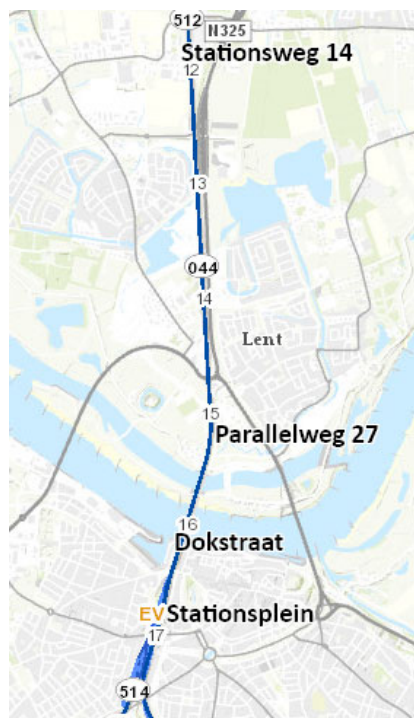 512
N325
Stationsweg 14
12
13
044
14
Lent
15
Parallelweg 27
16
Dokstraat
EV Stationsplein
17
514